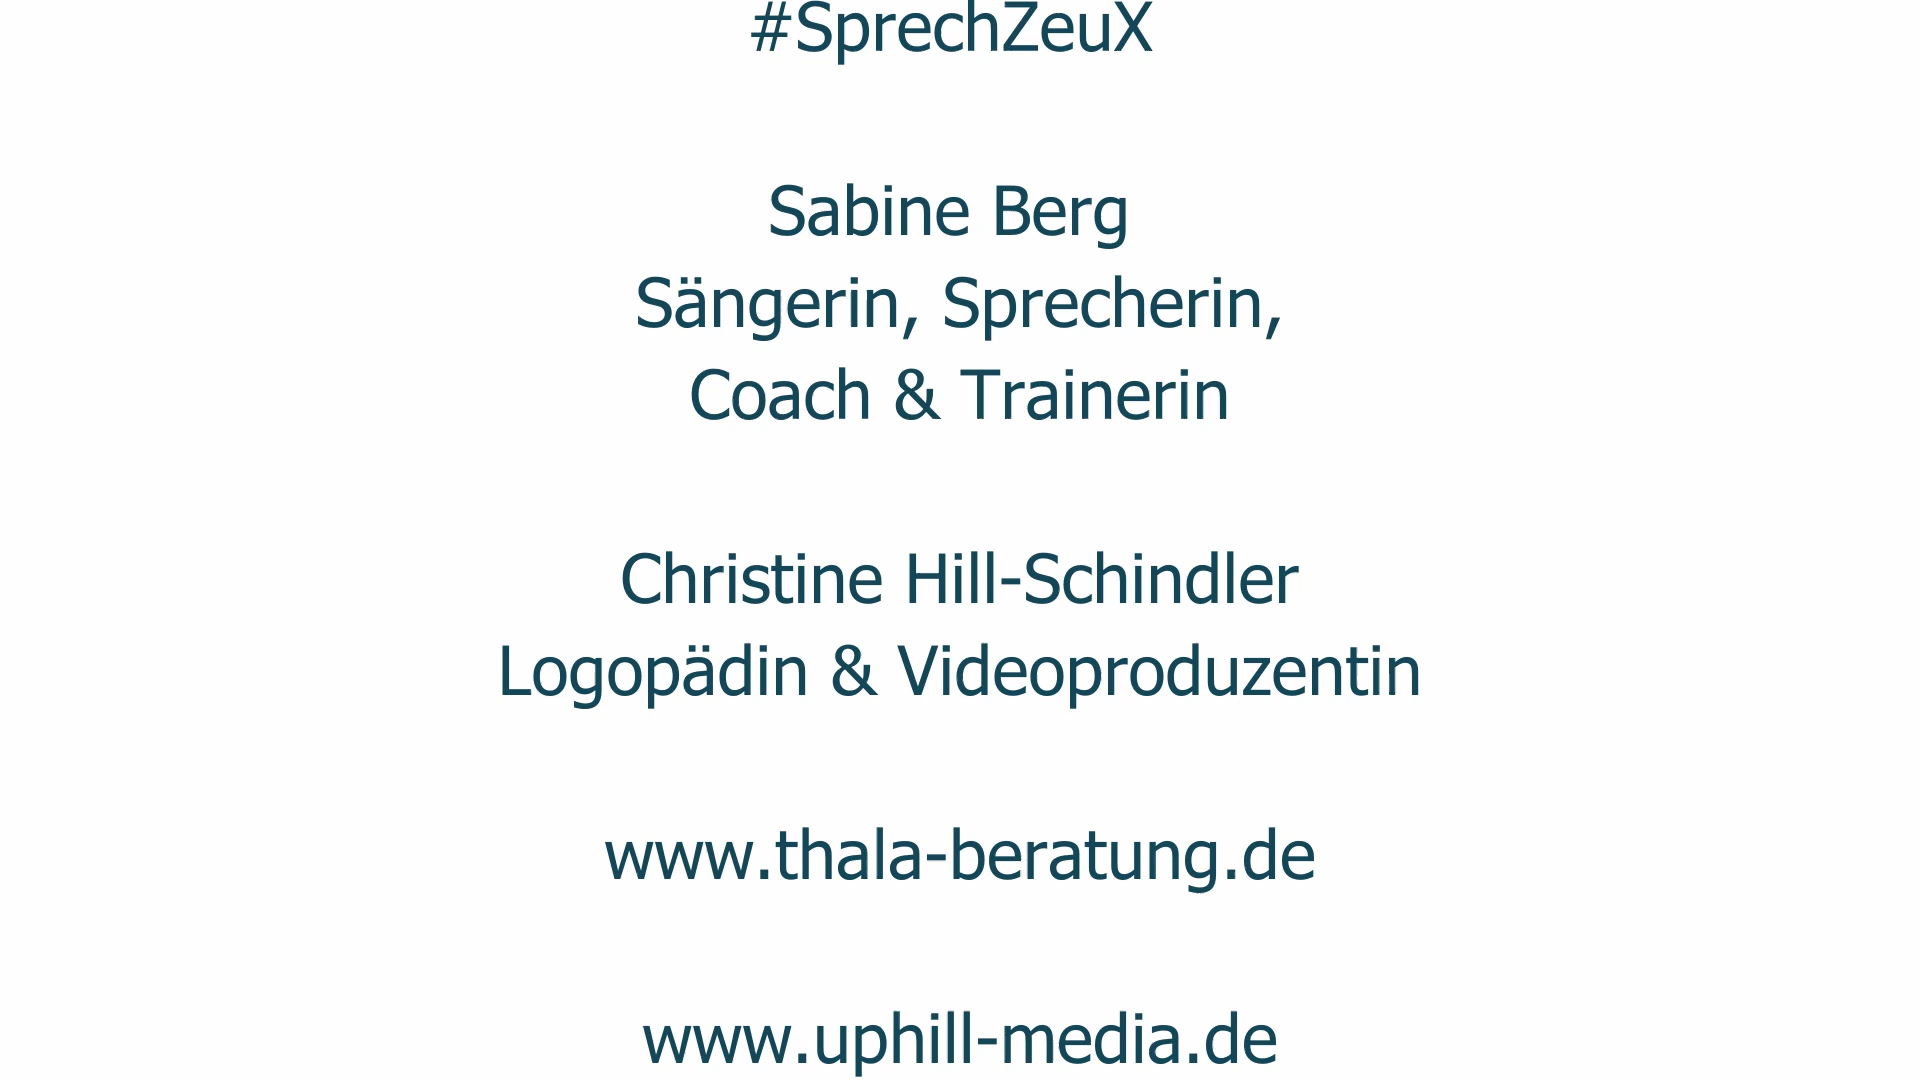 #SprechZeuX
Sabine Berg
Sängerin, Sprecherin,
Coach & Trainerin
Christine Hill-Schindler
Logopädin & Videoproduzentin
www.thala-beratung.de
www.uphill-media.de